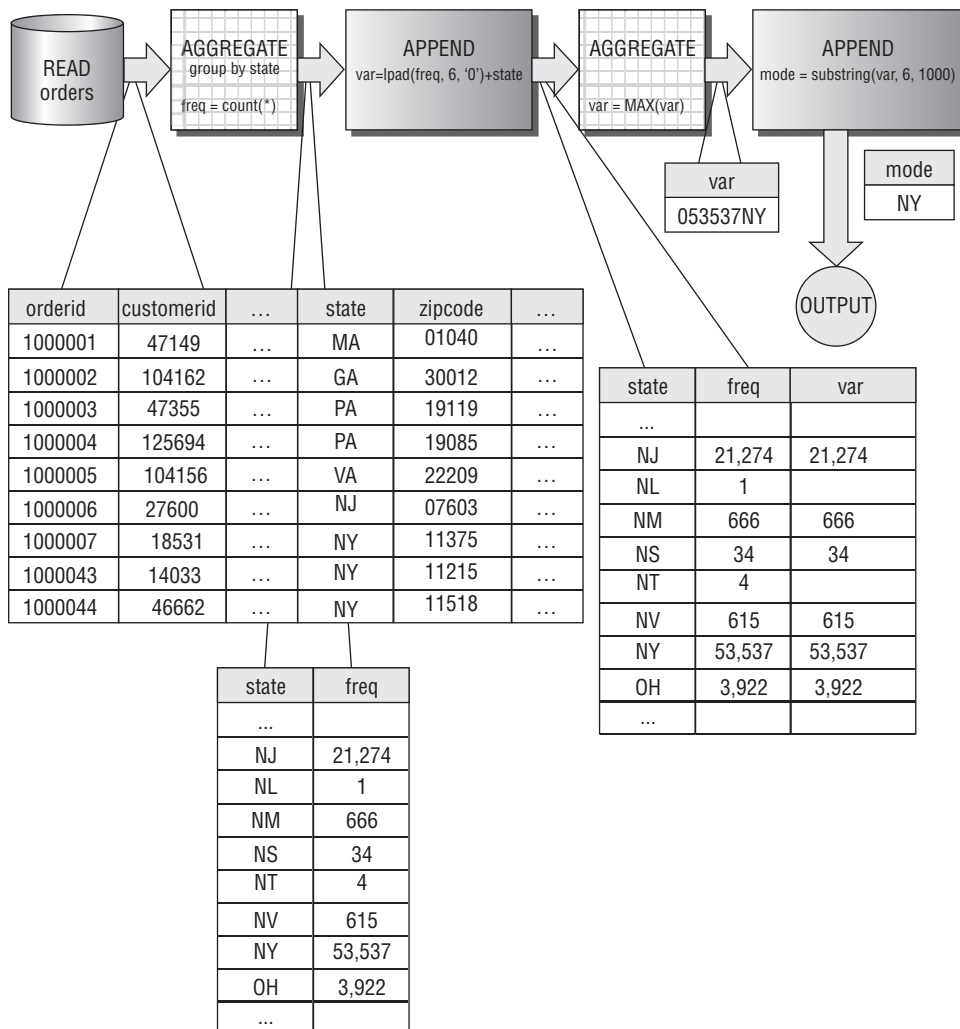 READ
orders
AGGREGATE
group by state
freq = count(*)
APPEND
var=lpad(freq, 6, ‘0’)+state
AGGREGATE
var = MAX(var)
APPEND
mode = substring(var, 6, 1000)
var
053537NY
mode
NY
OUTPUT
orderid customerid ... state zipcode ...
1000001 47149 ... MA 01040 ...
1000002 104162 ... GA 30012 ...
1000003 47355 ... PA 19119 ...
1000004 125694 ... PA 19085 ...
1000005 104156 ... VA 22209 ...
1000006 27600 ... NJ 07603 ...
1000007 18531 ... NY 11375 ...
1000043 14033 ... NY 11215 ...
1000044 46662 ... NY 11518 ...
state freq var
...
NJ 21,274 21,274
NL 1
NM 666 666
NS 34 34
NT 4
NV 615 615
NY 53,537 53,537
OH 3,922 3,922
...
state freq
...
NJ 21,274
NL 1
NM 666
NS 34
NT 4
NV 615
NY 53,537
OH 3,922
...